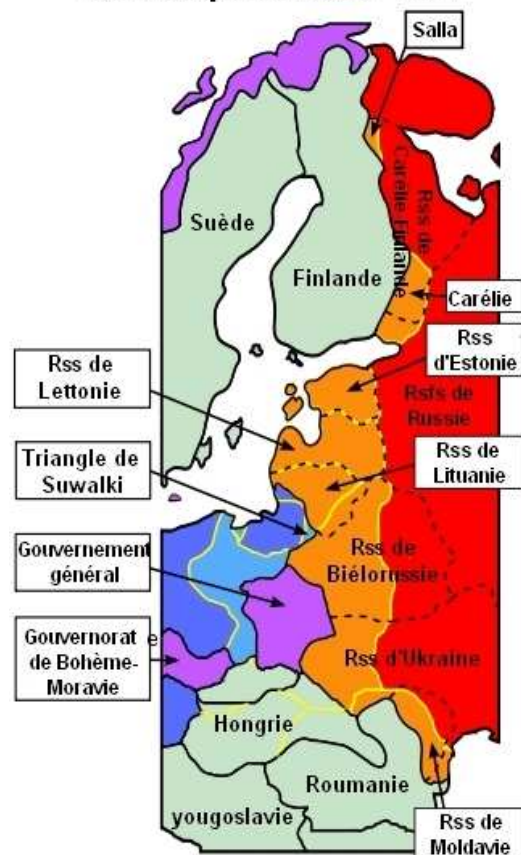 Salla
Rss de
Carélie Finlande
Suède
Finlande
Carélie
Rss
d'Estonie
Rss de
Lettonie
Rsfs de
Russie
Rss de
Lituanie
Triangle de
Suwalki
Rss de
Biélorussie
Gouvernement
général
Gouvernorat e
de Bohème-
Moravie
Rss d'Ukraine
Hongrie
Roumanie
yougoslavie
Rss de
Moldavie